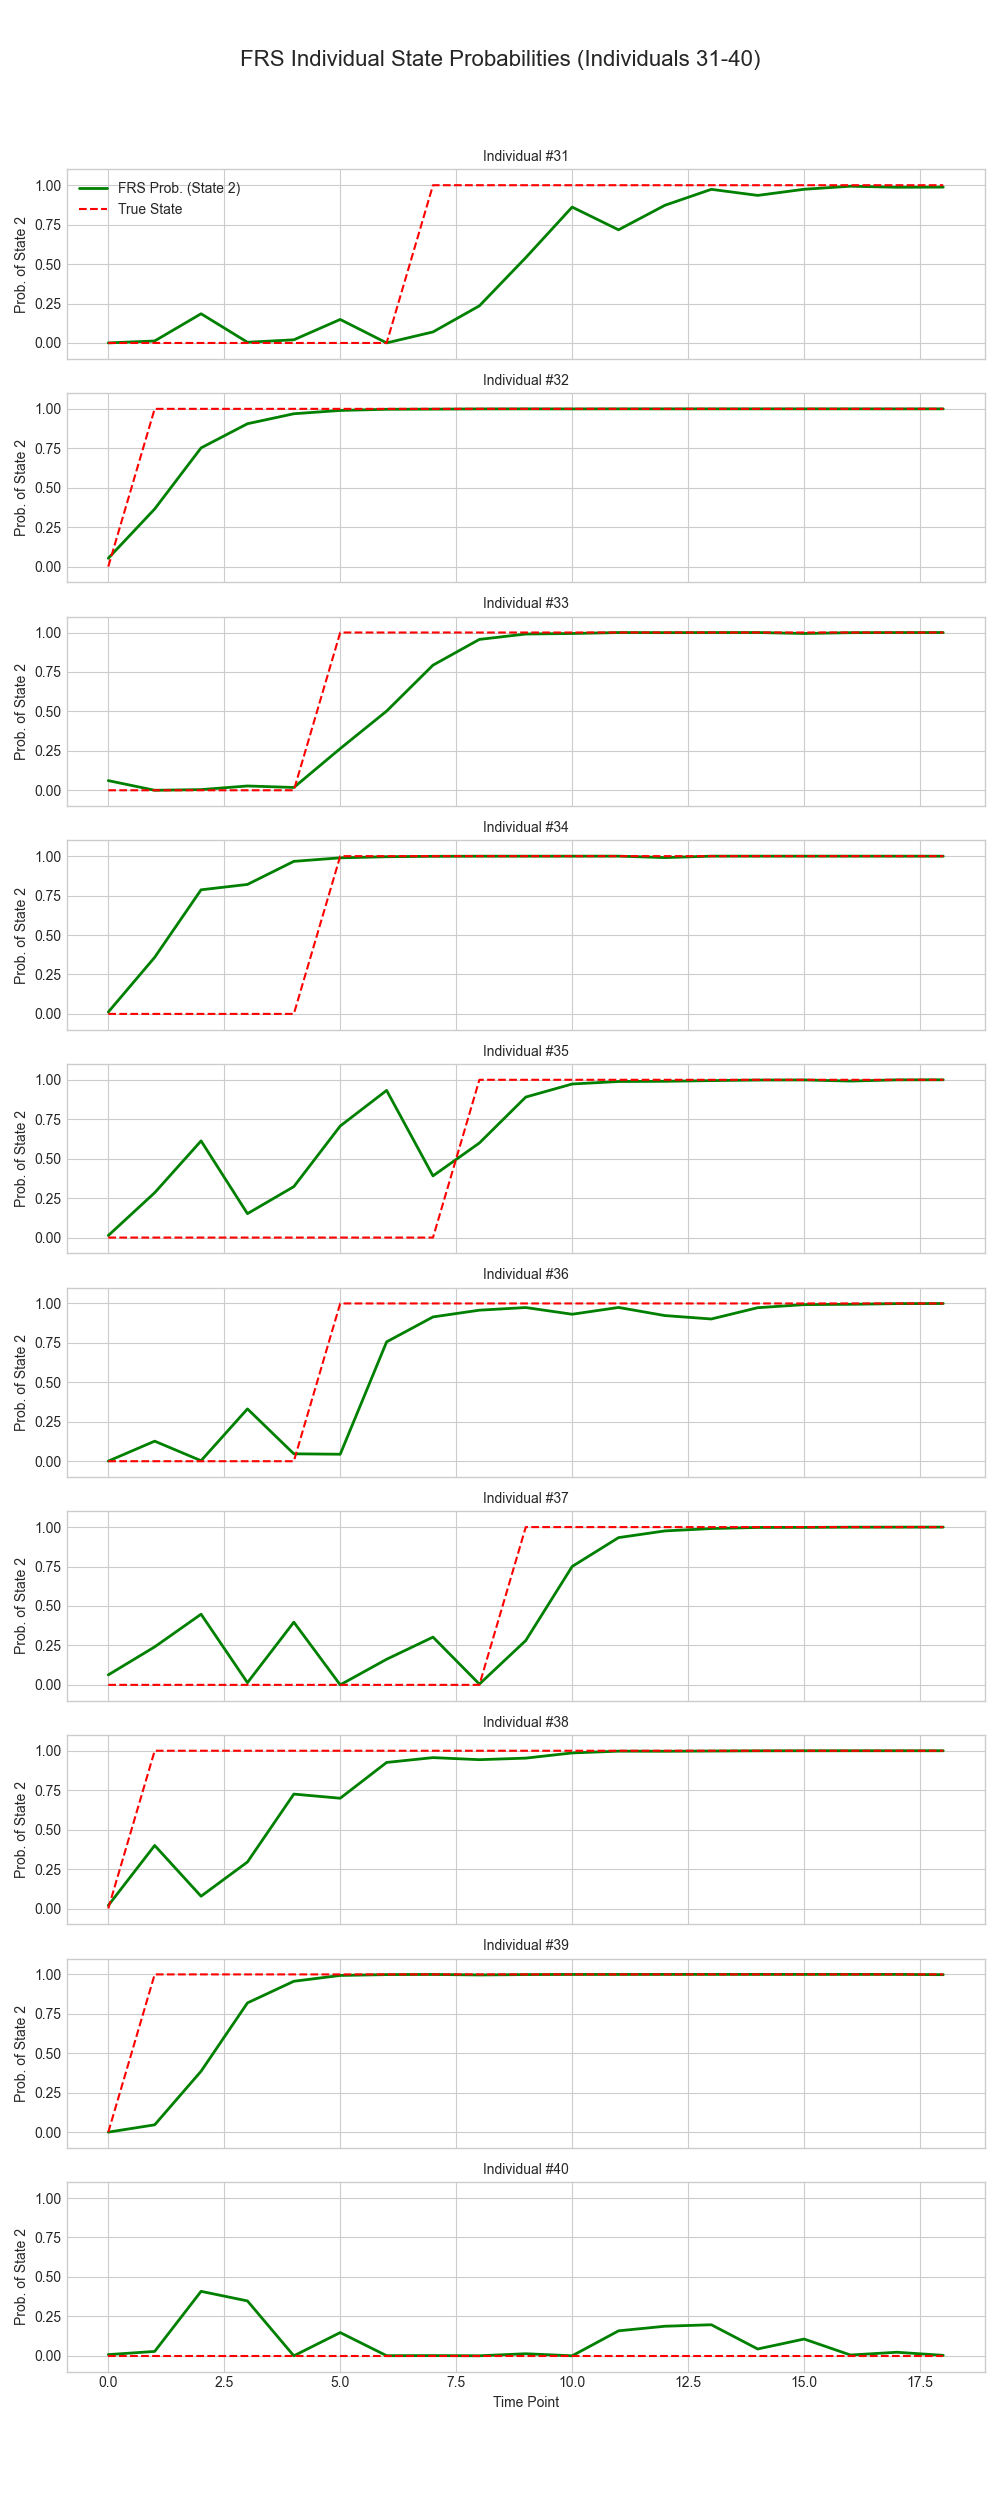 FRS Individual State Probabilities (Individuals 31-40)
Individual #31
1.00
0.75
0.50
0.25
0.00
Prob. of State 2
FRS Prob. (State 2)
True State
Individual #32
1.00
0.75
0.50
0.25
0.00
Prob. of State 2
Individual #33
1.00
0.75
0.50
0.25
0.00
Prob. of State 2
Individual #34
1.00
0.75
0.50
0.25
0.00
Prob. of State 2
Individual #35
1.00
0.75
0.50
0.25
0.00
Prob. of State 2
Individual #36
1.00
0.75
0.50
0.25
0.00
Prob. of State 2
Individual #37
1.00
0.75
0.50
0.25
0.00
Prob. of State 2
Individual #38
1.00
0.75
0.50
0.25
0.00
Prob. of State 2
Individual #39
1.00
0.75
0.50
0.25
0.00
Prob. of State 2
Individual #40
1.00
0.75
0.50
0.25
0.00
Prob. of State 2
0.0 2.5 5.0 7.5 10.0 12.5 15.0 17.5
Time Point